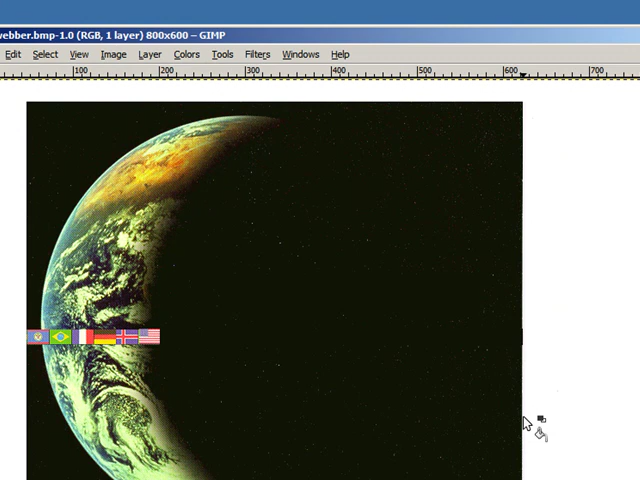 webber.bmp-1.0 (RGB, 1 layer) 800x600 – GIMP
Edit Select View Image Layer Colors Tools Filters Windows Help
100 200 300 400 500 600 700